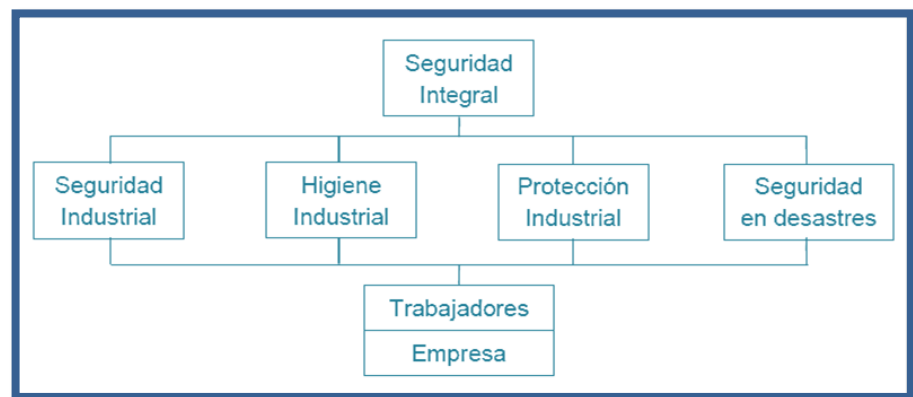 Seguridad
Integral
Seguridad
Industrial
Higiene
Industrial
Protección
Industrial
Seguridad
en desastres
Trabajadores
Empresa